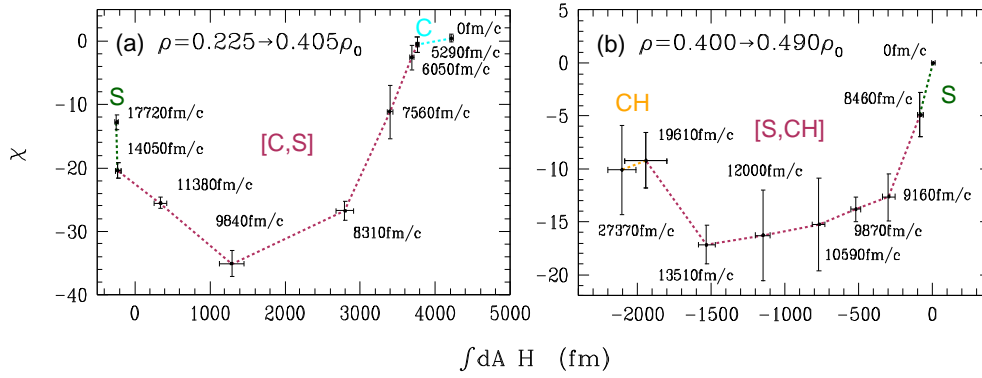 (a) ρ=0.225→0.405ρ0
C
0fm/c
5290fm/c
6050fm/c
7560fm/c
S
17720fm/c
14050fm/c
[C,S]
11380fm/c
9840fm/c
8310fm/c
0
−10
−20
−30
−40
χ
0 1000 2000 3000 4000 5000
(b) ρ=0.400→0.490ρ0
0fm/c
S
8460fm/c
CH
19610fm/c
[S,CH]
12000fm/c
9160fm/c
27370fm/c
9870fm/c
10590fm/c
13510fm/c
5
0
−5
−10
−15
−20
−2000 −1500 −1000 −500 0
∫dA H (fm)